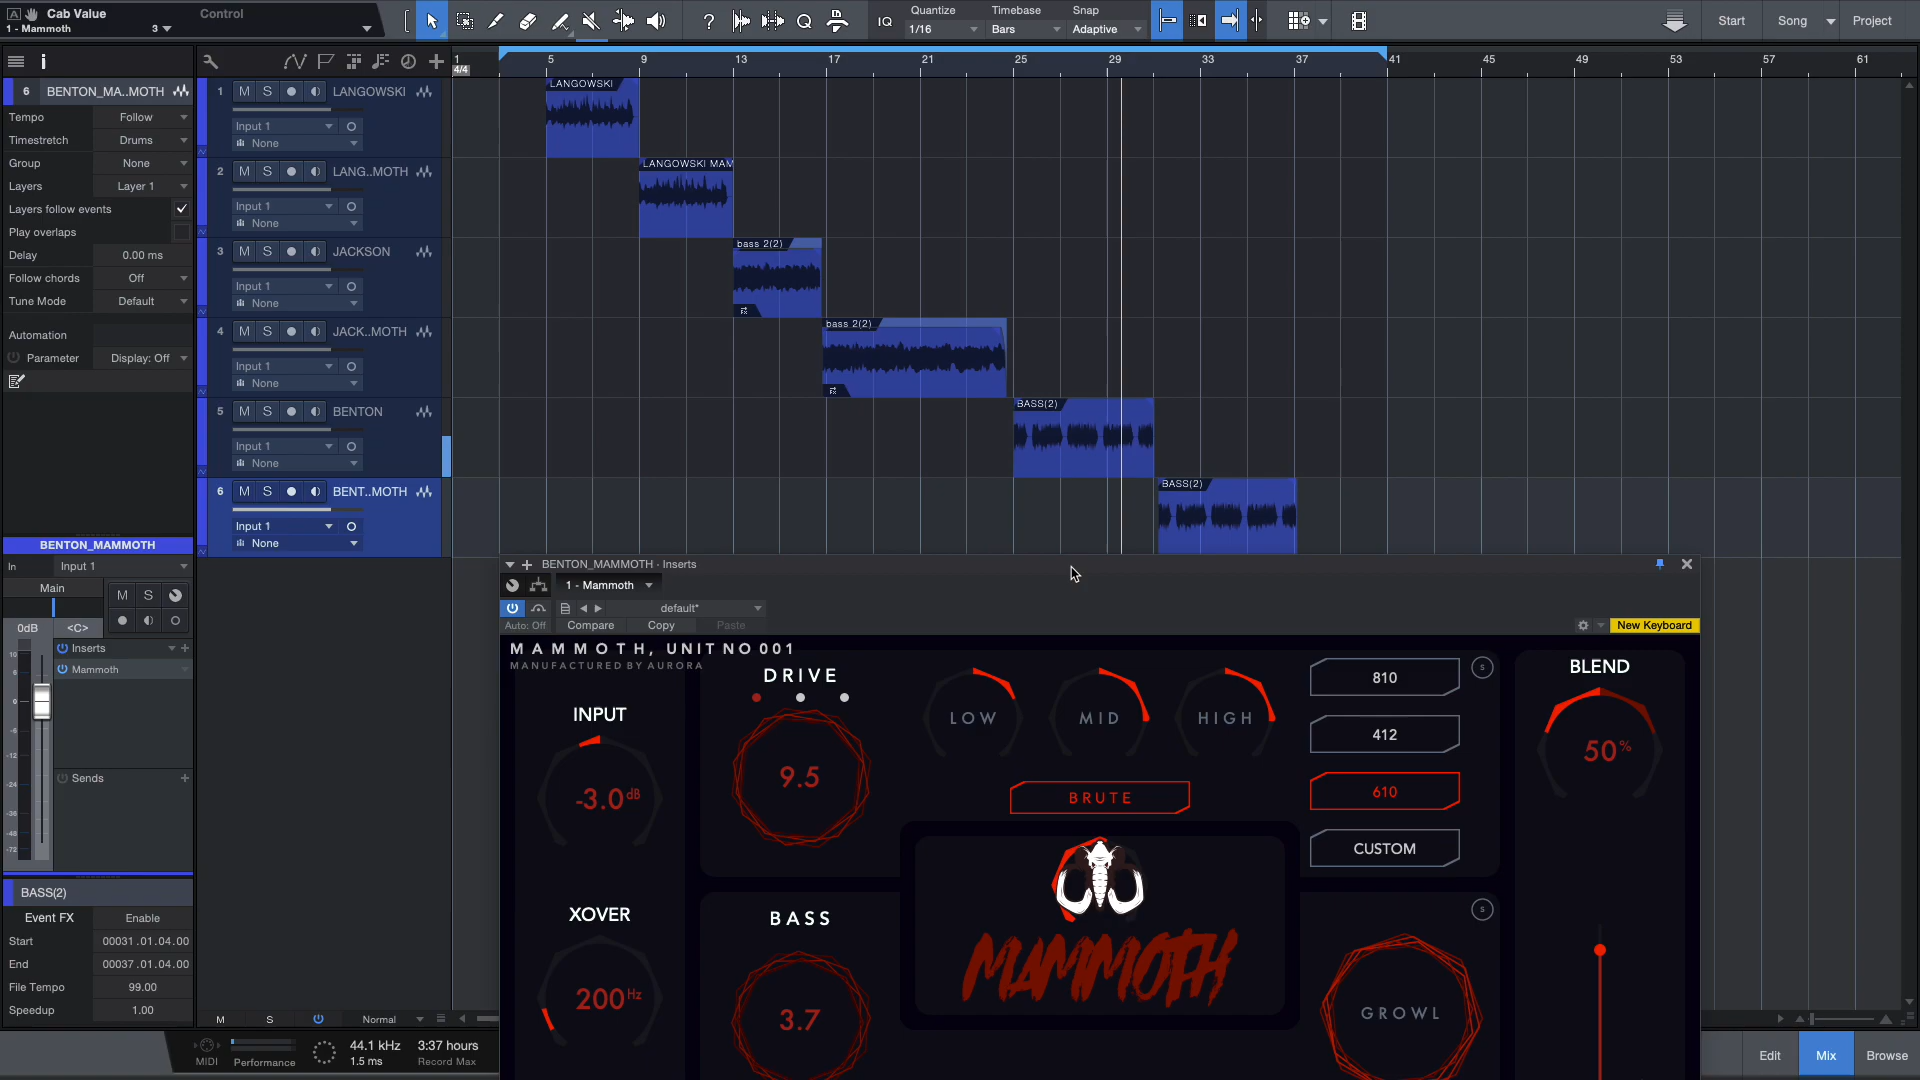 Cab Value
Control
1 - Mammoth
3
Quantize
1/16
Timebase
Bars
Snap
Adaptive
IQ
Start
Song
Project
1
4/4
5
9
13
17
21
25
29
33
37
41
45
49
53
57
61
6
BENTON_MA..MOTH
Tempo
Follow
Timestretch
Drums
Group
None
Layers
Layer 1
Layers follow events
Play overlaps
Delay
0.00 ms
Follow chords
Off
Tune Mode
Default
Automation
Parameter
Display: Off
1
M
S
LANGOWSKI
Input 1
None
2
M
S
LANG..MOTH
Input 1
None
3
M
S
JACKSON
Input 1
None
4
M
S
JACK..MOTH
Input 1
None
5
M
S
BENTON
Input 1
None
6
M
S
BENT..MOTH
Input 1
None
LANGOWSKI
LANGOWSKI MAM
bass 2(2)
bass 2(2)
BASS(2)
BASS(2)
BENTON_MAMMOTH
In
Input 1
Main
M
S
0dB
<C>
Inserts
Mammoth
Sends
BASS(2)
Event FX
Enable
Start
00031.01.04.00
End
00037.01.04.00
File Tempo
99.00
Speedup
1.00
BENTON_MAMMOTH - Inserts
1 - Mammoth
default*
Auto: Off
Compare
Copy
Paste
New Keyboard
MAMMOTH, UNIT NO 001
MANUFACTURED BY AURORA
INPUT
-3.0dB
XOVER
200Hz
DRIVE
9.5
BASS
3.7
LOW
MID
HIGH
BRUTE
MAMMOTH
810
412
610
CUSTOM
S
S
GROWL
BLEND
50%
M
S
Normal
MIDI
Performance
44.1 kHz
1.5 ms
3:37 hours
Record Max
Edit
Mix
Browse